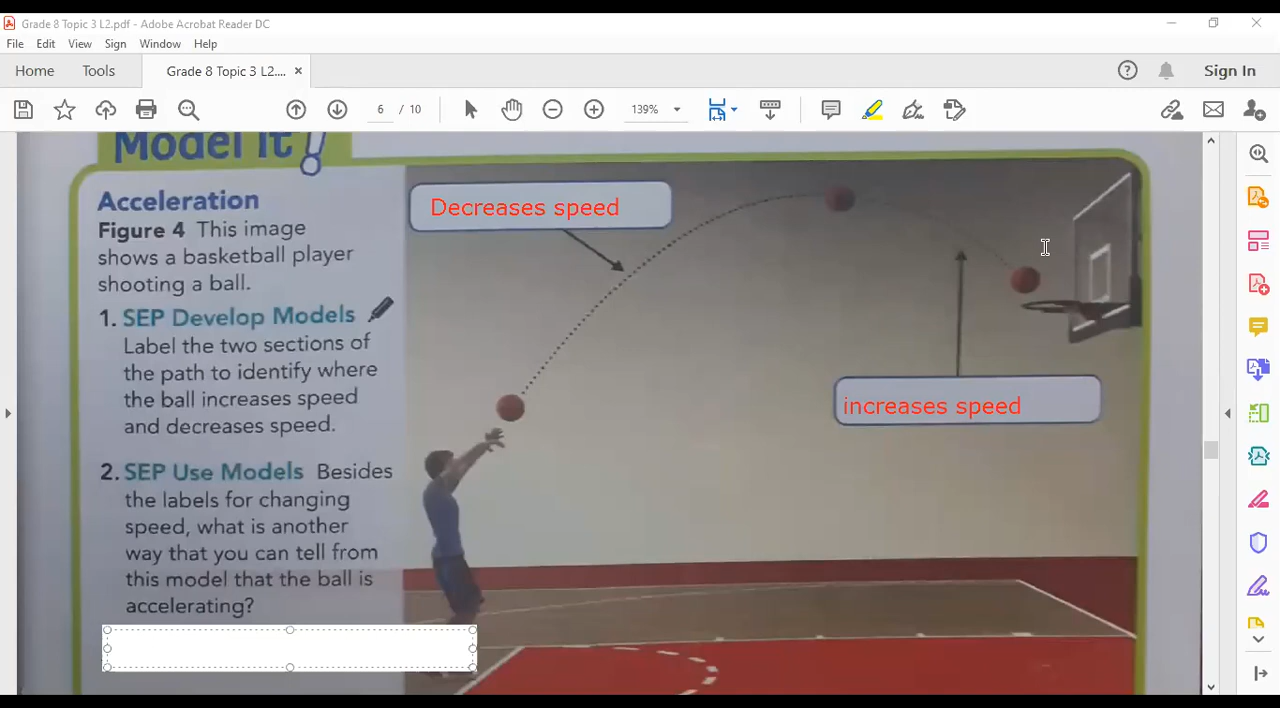 Grade 8 Topic 3 L2.pdf - Adobe Acrobat Reader DC
File Edit View Sign Window Help
Home Tools Grade 8 Topic 3 L2.... × Sign In
6 / 10 139%
Model It!
Acceleration
Figure 4 This image
shows a basketball player
shooting a ball.
1. SEP Develop Models
Label the two sections of
the path to identify where
the ball increases speed
and decreases speed.
2. SEP Use Models Besides
the labels for changing
speed, what is another
way that you can tell from
this model that the ball is
accelerating?
Decreases speed
increases speed